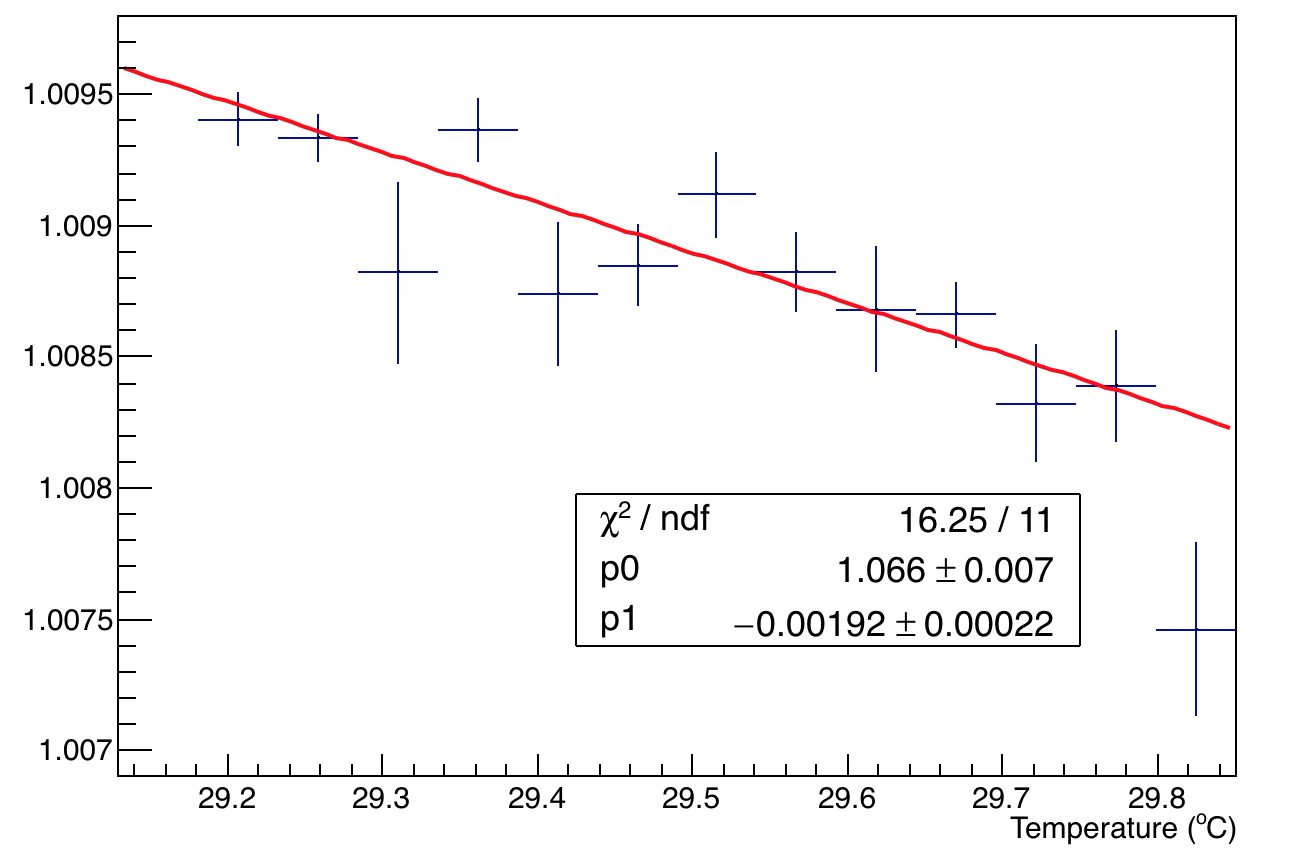 1.0095
1.009
1.0085
1.008
1.0075
1.007
χ² / ndf 16.25 / 11
p0 1.066 ± 0.007
p1 −0.00192 ± 0.00022
29.2 29.3 29.4 29.5 29.6 29.7 29.8
Temperature (°C)